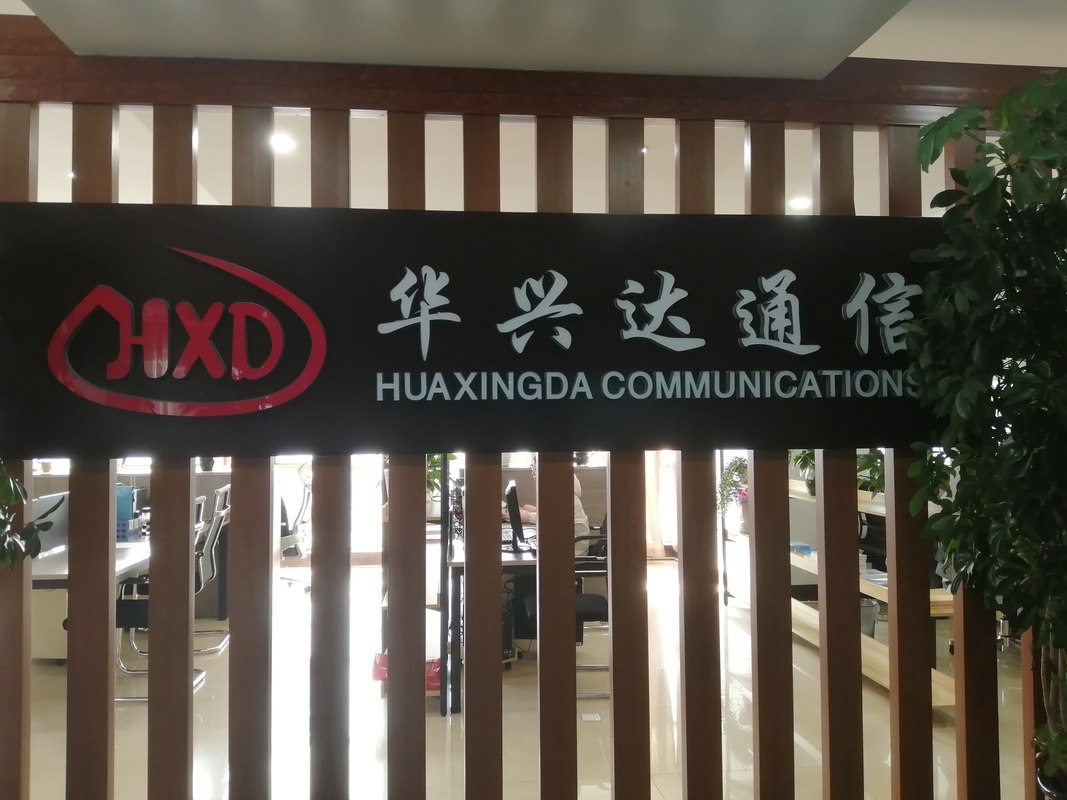 HXD
华兴达通信
HUAXINGDA COMMUNICATIONS